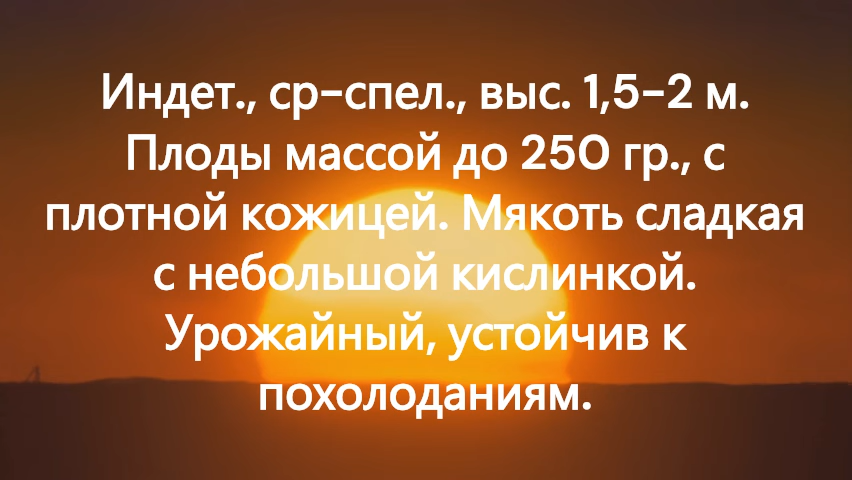 Индет., ср-спел., выс. 1,5-2 м.
Плоды массой до 250 гр., с
плотной кожицей. Мякоть сладкая
с небольшой кислинкой.
Урожайный, устойчив к
похолоданиям.